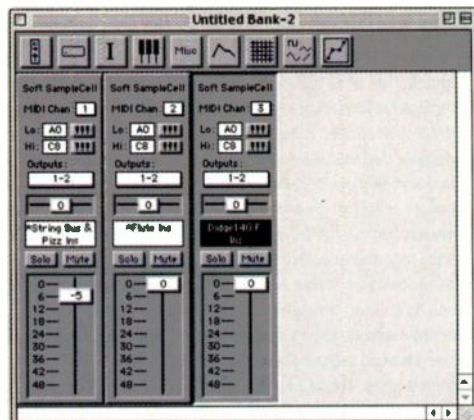 Untitled Bank-2
I Misc
Soft SampleCell Soft SampleCell Soft SampleCell
MIDI Chan 1 MIDI Chan 2 MIDI Chan 3
Lo: A0 Lo: A0 Lo: A0
Hi: C8 Hi: C8 Hi: C8
Outputs: Outputs: Outputs:
1-2 1-2 1-2
0 0 0
*String Sus & *Flute Ins Didge140 F
Pizz Ins Ins
Solo Mute Solo Mute Solo Mute
0 0 0 0 0
6 -5 6 6
12 12 12
18 18 18
24 24 24
30 30 30
36 36 36
42 42 42
48 48 48